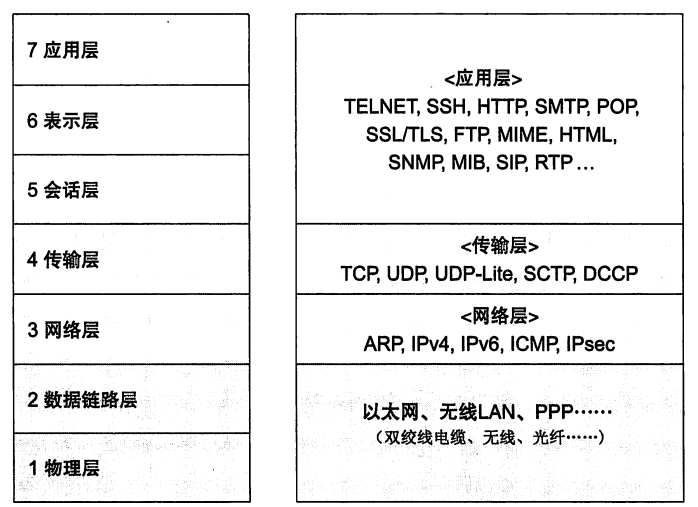 7 应用层
6 表示层
5 会话层
4 传输层
3 网络层
2 数据链路层
1 物理层
<应用层>
TELNET, SSH, HTTP, SMTP, POP,
SSL/TLS, FTP, MIME, HTML,
SNMP, MIB, SIP, RTP ...
<传输层>
TCP, UDP, UDP-Lite, SCTP, DCCP
<网络层>
ARP, IPv4, IPv6, ICMP, IPsec
以太网、无线LAN、PPP……
（双绞线电缆、无线、光纤……）